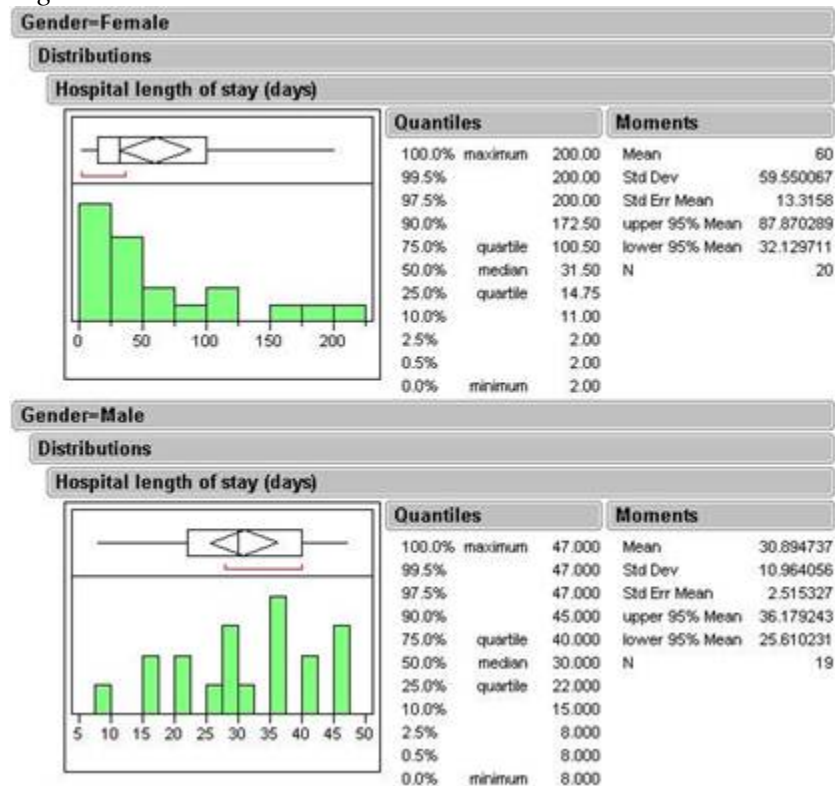 Gender=Female
Distributions
Hospital length of stay (days)
0 50 100 150 200
Quantiles
100.0% maximum 200.00
99.5% 200.00
97.5% 200.00
90.0% 172.50
75.0% quartile 100.50
50.0% median 31.50
25.0% quartile 14.75
10.0% 11.00
2.5% 2.00
0.5% 2.00
0.0% minimum 2.00
Moments
Mean 60
Std Dev 59.550067
Std Err Mean 13.3158
upper 95% Mean 87.870289
lower 95% Mean 32.129711
N 20
Gender=Male
Distributions
Hospital length of stay (days)
5 10 15 20 25 30 35 40 45 50
Quantiles
100.0% maximum 47.000
99.5% 47.000
97.5% 47.000
90.0% 45.000
75.0% quartile 40.000
50.0% median 30.000
25.0% quartile 22.000
10.0% 15.000
2.5% 8.000
0.5% 8.000
0.0% minimum 8.000
Moments
Mean 30.894737
Std Dev 10.964056
Std Err Mean 2.515327
upper 95% Mean 36.179243
lower 95% Mean 25.610231
N 19